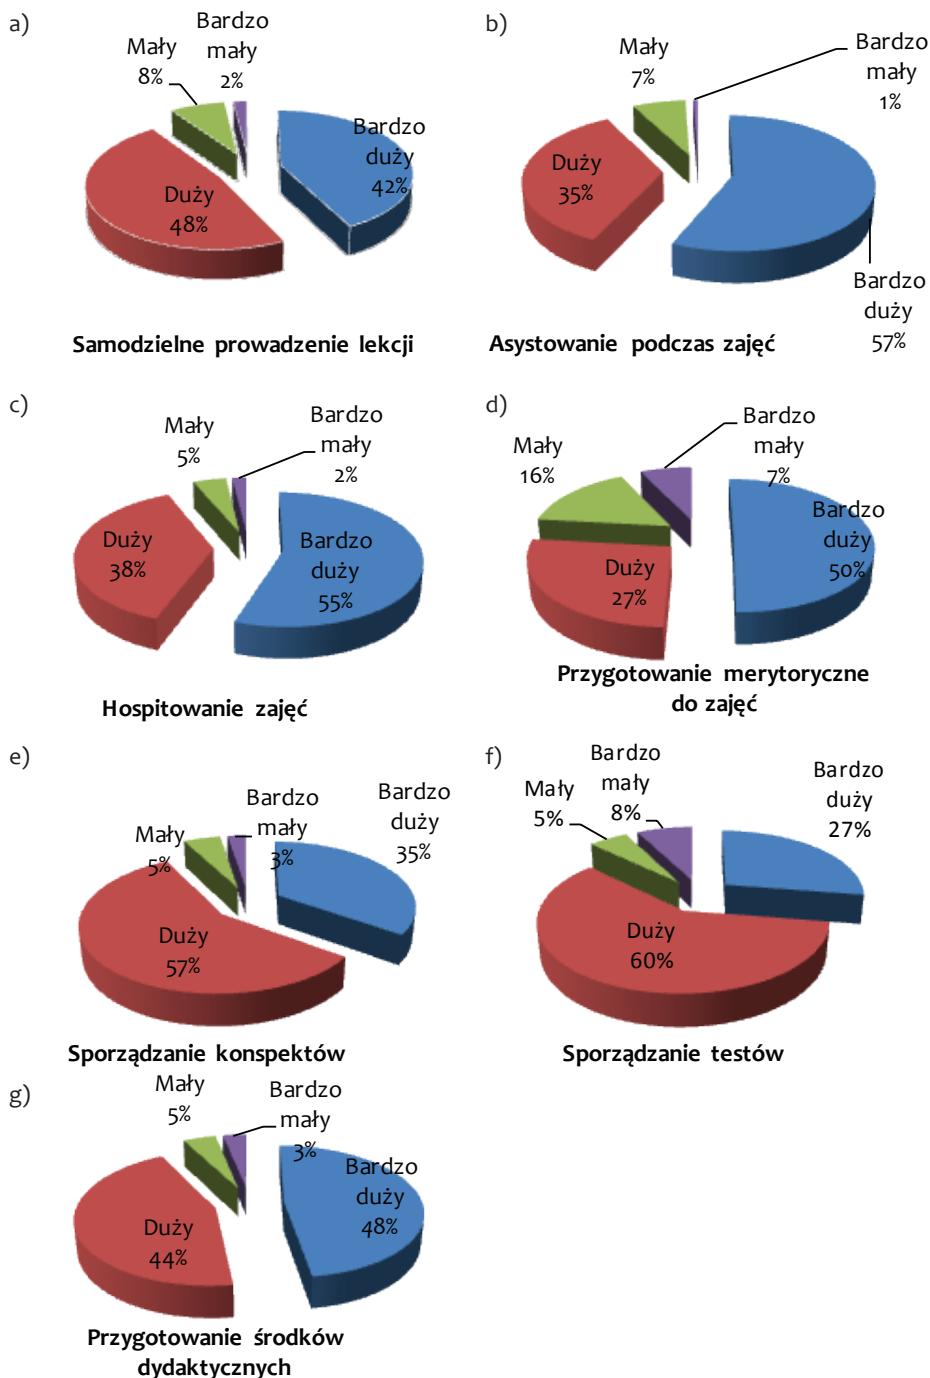 a)
Mały
8%
Bardzo
mały
2%
Bardzo
duży
42%
Duży
48%
Samodzielne prowadzenie lekcji
b)
Mały
7%
Bardzo
mały
1%
Duży
35%
Bardzo
duży
57%
Asystowanie podczas zajęć
c)
Mały
5%
Bardzo
mały
2%
Duży
38%
Bardzo
duży
55%
Hospitowanie zajęć
d)
Mały
16%
Bardzo
mały
7%
Bardzo
duży
50%
Duży
27%
Przygotowanie merytoryczne
do zajęć
e)
Mały
5%
Bardzo
mały
3%
Bardzo
duży
35%
Duży
57%
Sporządzanie konspektów
f)
Mały
5%
Bardzo
mały
8%
Bardzo
duży
27%
Duży
60%
Sporządzanie testów
g)
Mały
5%
Bardzo
mały
3%
Bardzo
duży
48%
Duży
44%
Przygotowanie środków
dydaktycznych